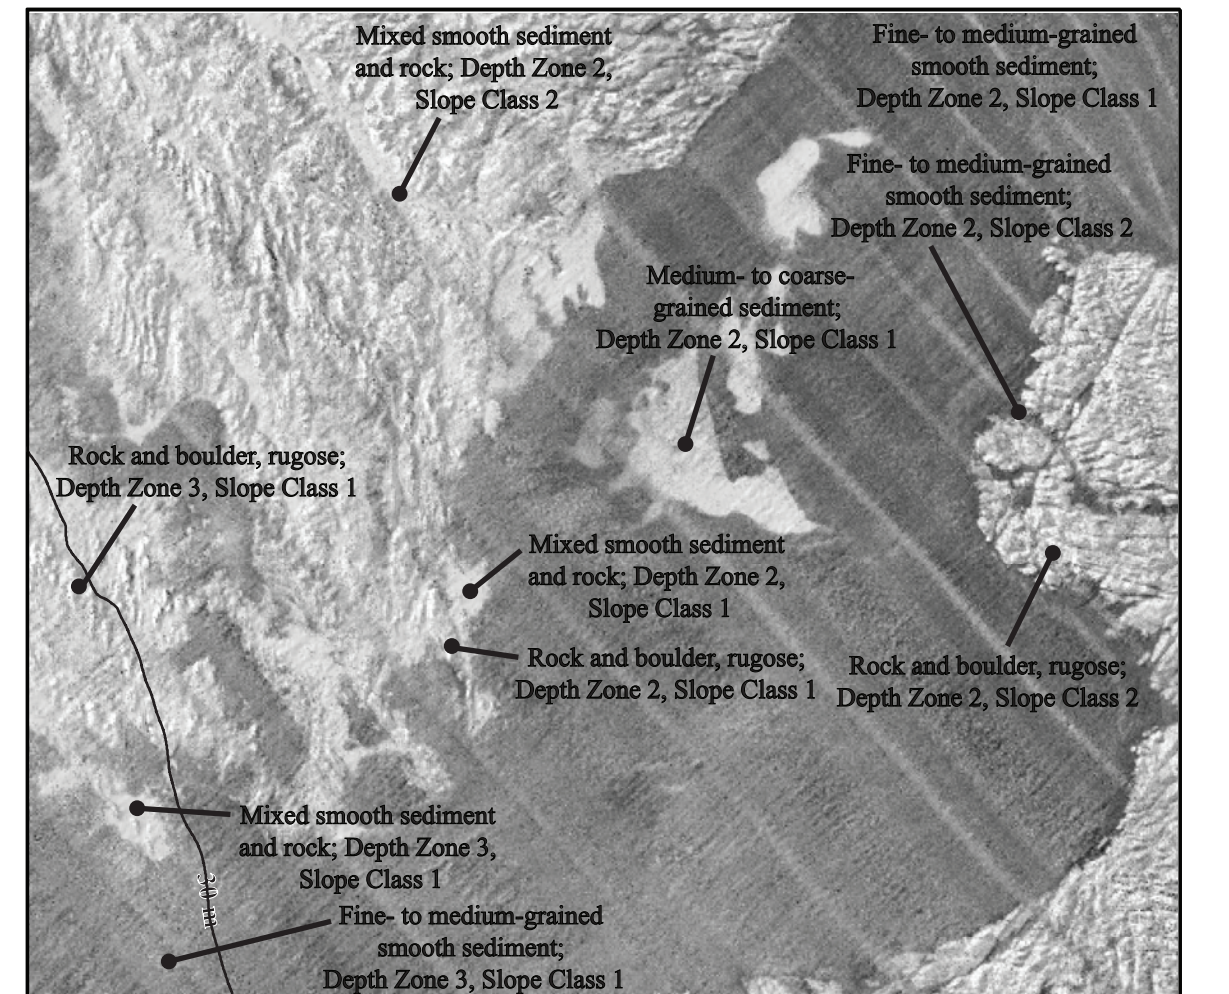 Mixed smooth sediment
and rock; Depth Zone 2,
Slope Class 2
Fine- to medium-grained
smooth sediment;
Depth Zone 2, Slope Class 1
Fine- to medium-grained
smooth sediment;
Depth Zone 2, Slope Class 2
Medium- to coarse-
grained sediment;
Depth Zone 2, Slope Class 1
Rock and boulder, rugose;
Depth Zone 3, Slope Class 1
Mixed smooth sediment
and rock; Depth Zone 2,
Slope Class 1
Rock and boulder, rugose;
Depth Zone 2, Slope Class 1
Rock and boulder, rugose;
Depth Zone 2, Slope Class 2
Mixed smooth sediment
and rock; Depth Zone 3,
Slope Class 1
30 m
Fine- to medium-grained
smooth sediment;
Depth Zone 3, Slope Class 1